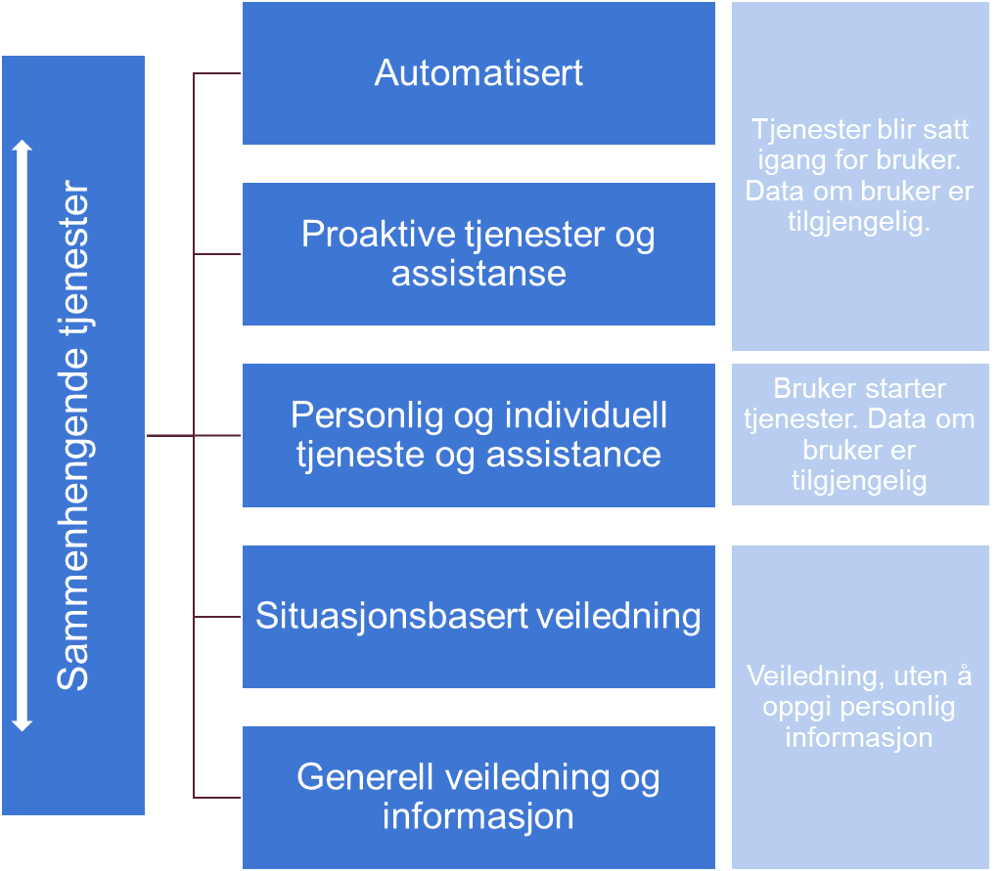 Sammenhengende tjenester
Automatisert
Proaktive tjenester og
assistanse
Personlig og individuell
tjeneste og assistance
Situasjonsbasert veiledning
Generell veiledning og
informasjon
Tjenester blir satt
igang for bruker.
Data om bruker er
tilgjengelig.
Bruker starter
tjenester. Data om
bruker er
tilgjengelig
Veiledning, uten å
oppgi personlig
informasjon